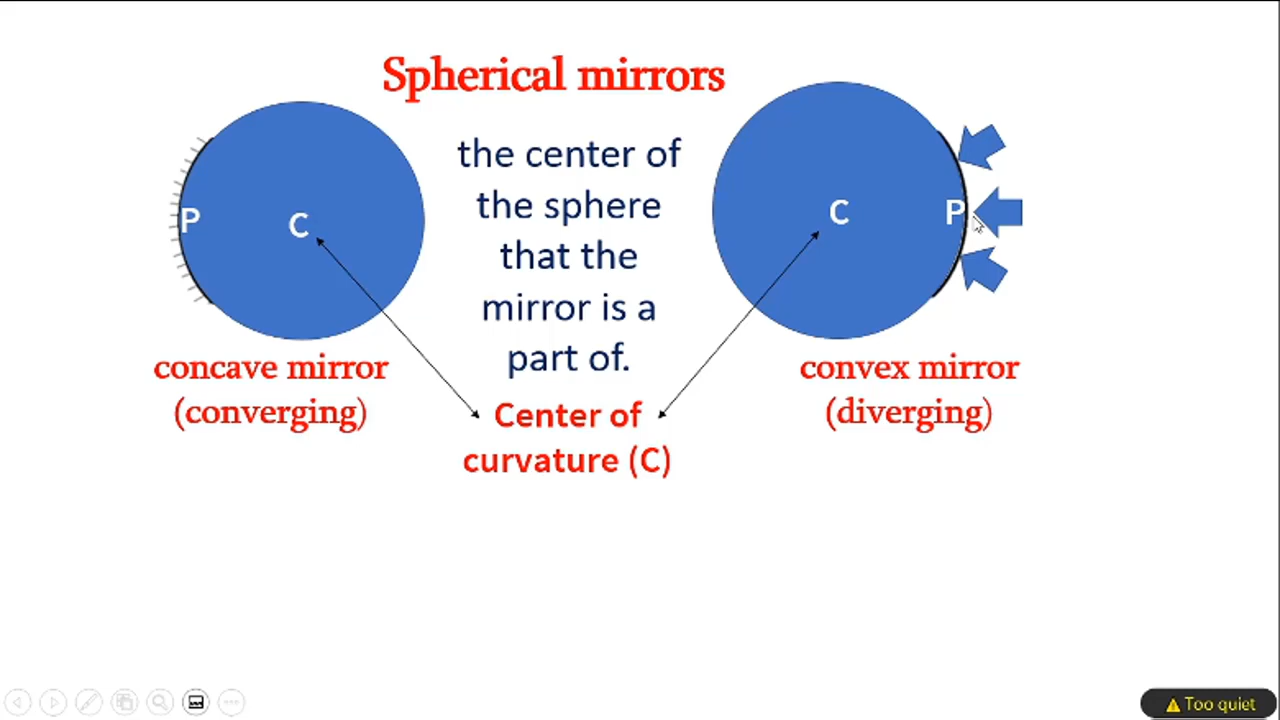 Spherical mirrors
the center of
the sphere
that the
mirror is a
part of.
P
C
C
P
concave mirror
(converging)
convex mirror
(diverging)
Center of
curvature (C)
Too quiet